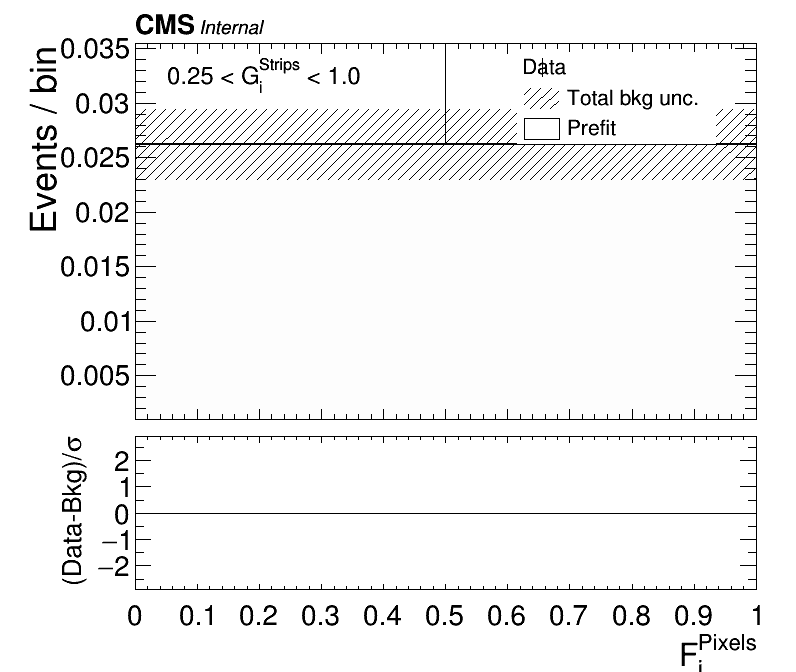 CMS Internal
Events / bin
0.035
0.03
0.025
0.02
0.015
0.01
0.005
0.25 < G_i^Strips < 1.0
Data
Total bkg unc.
Prefit
(Data-Bkg)/σ
2
1
0
−1
−2
0 0.1 0.2 0.3 0.4 0.5 0.6 0.7 0.8 0.9 1
F_i^Pixels